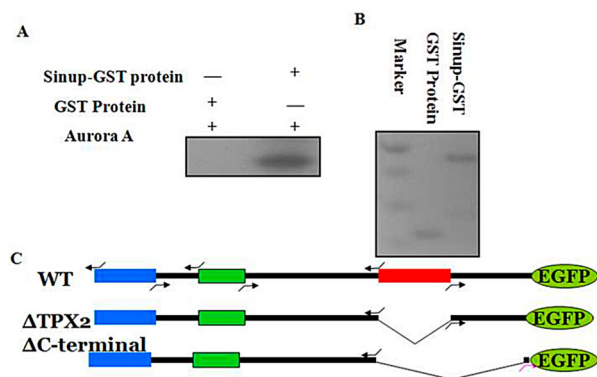 A
Sinup-GST protein — +
GST Protein + —
Aurora A + +
B
Marker
GST Protein
Sinup-GST
C
WT EGFP
ΔTPX2 EGFP
ΔC-terminal EGFP